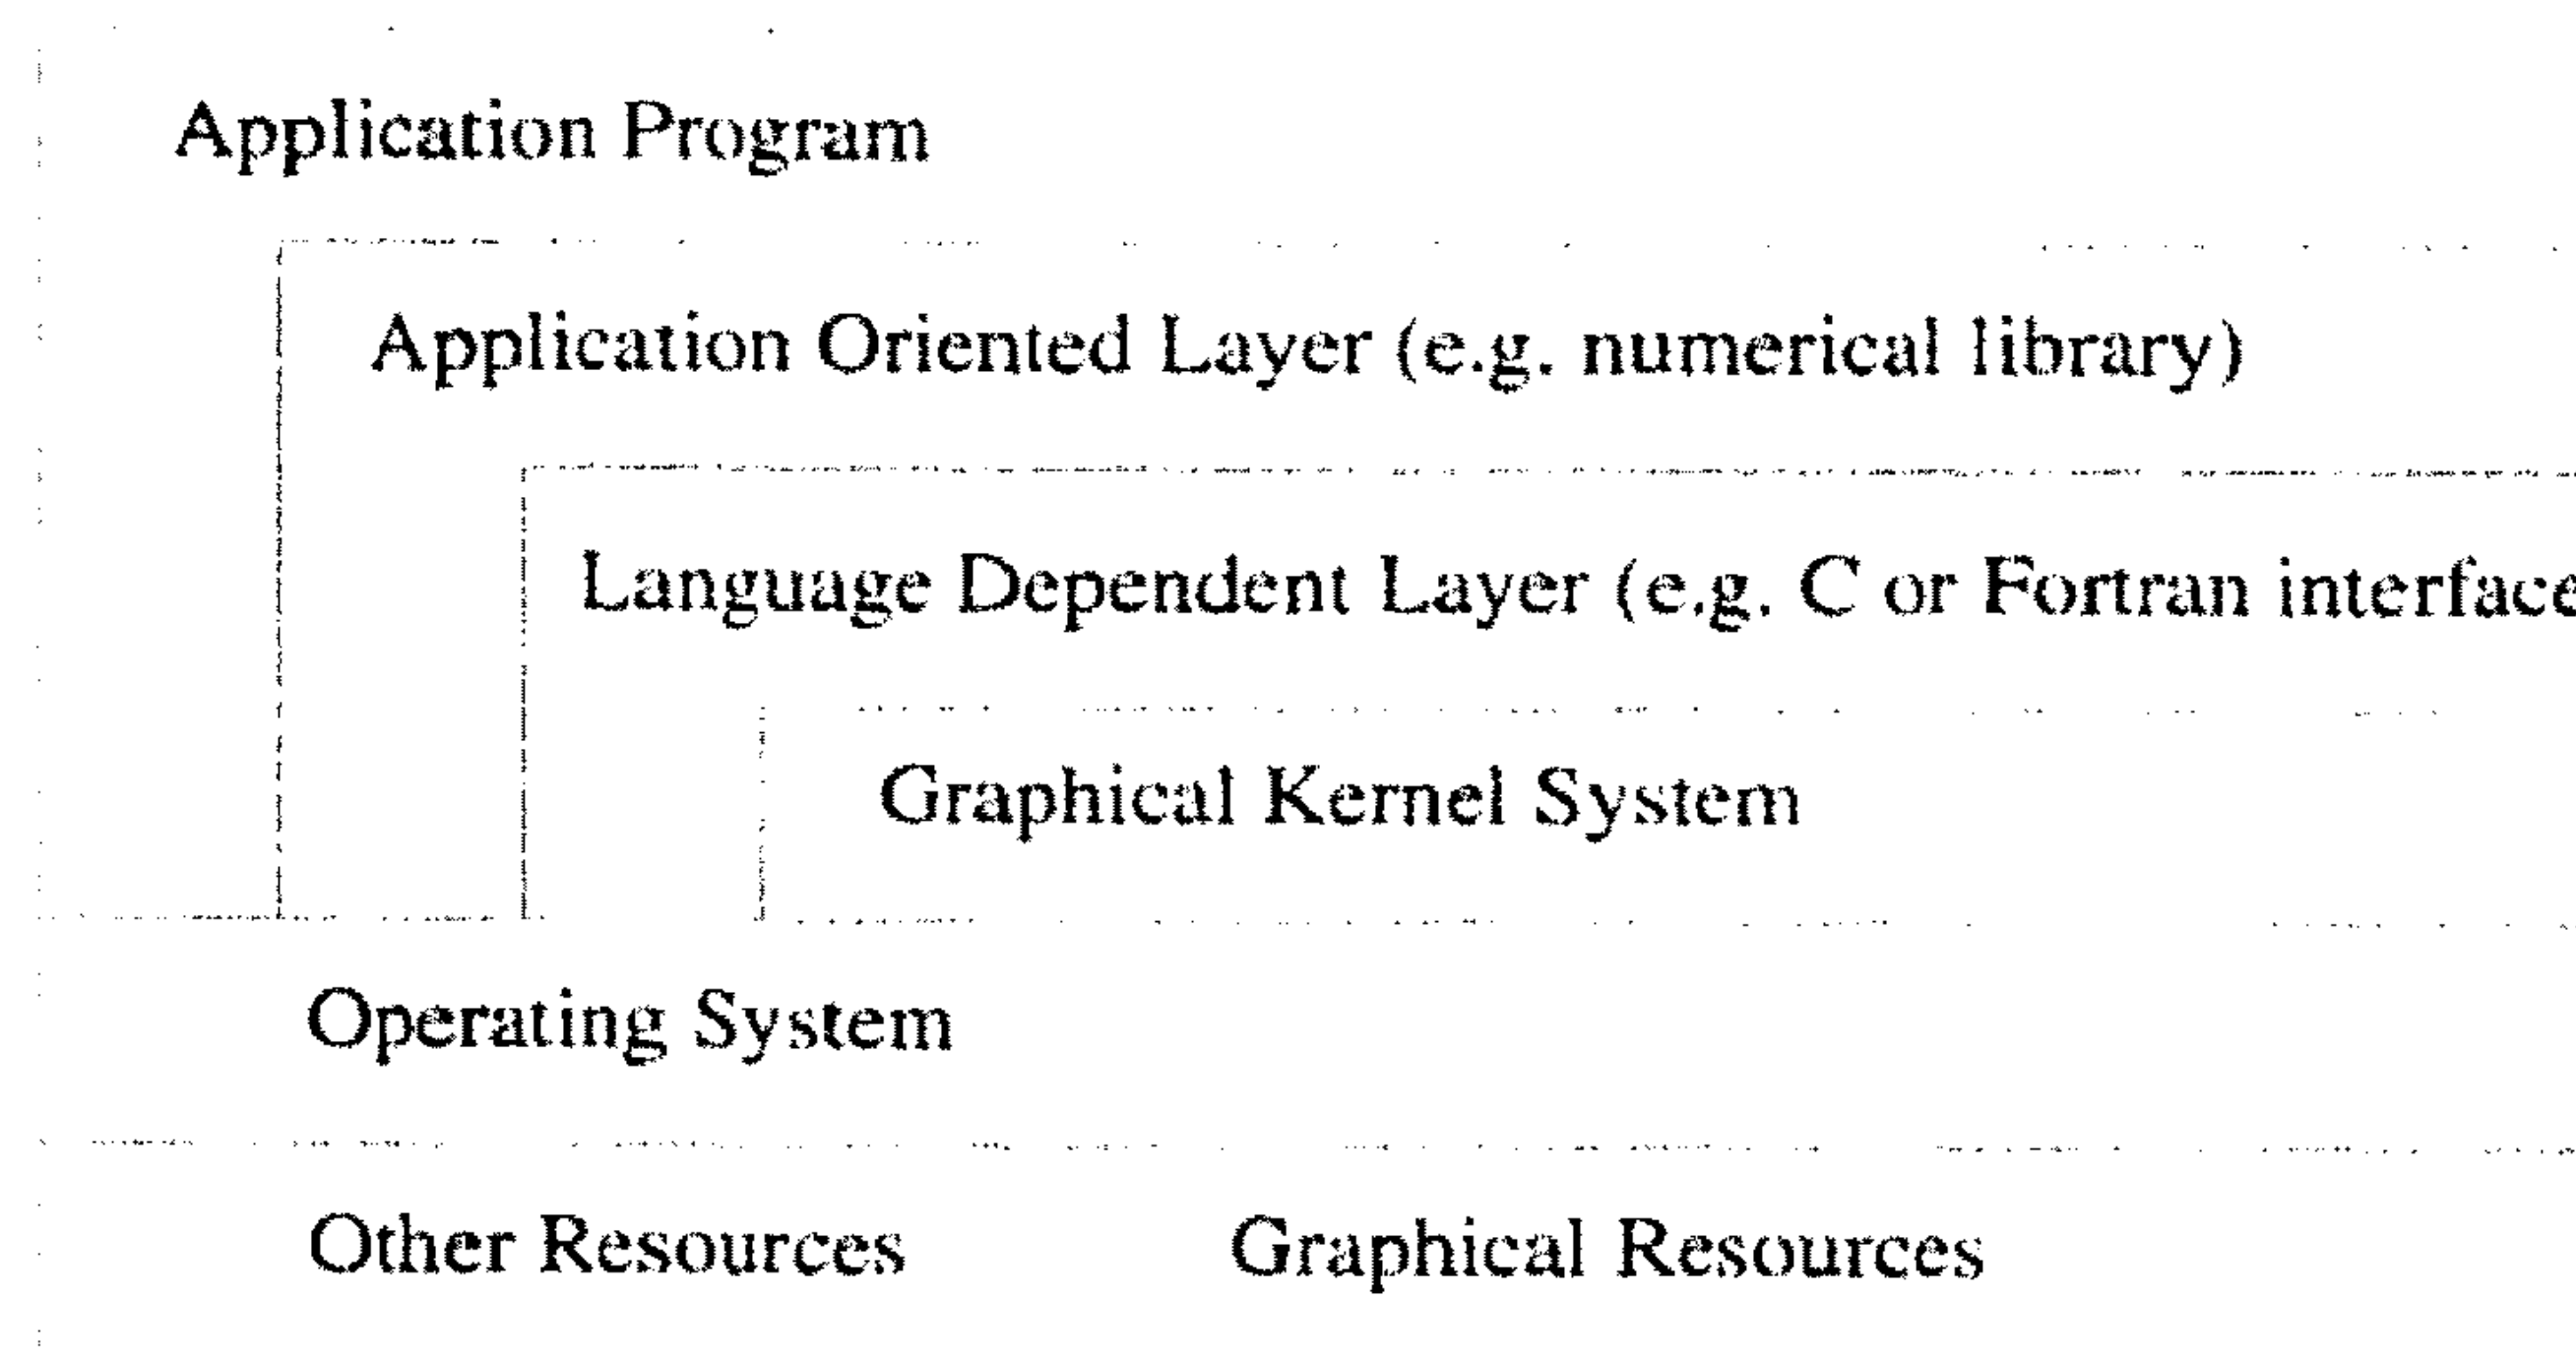 Application Program
Application Oriented Layer (e.g. numerical library)
Language Dependent Layer (e.g. C or Fortran interface
Graphical Kernel System
Operating System
Other Resources Graphical Resources